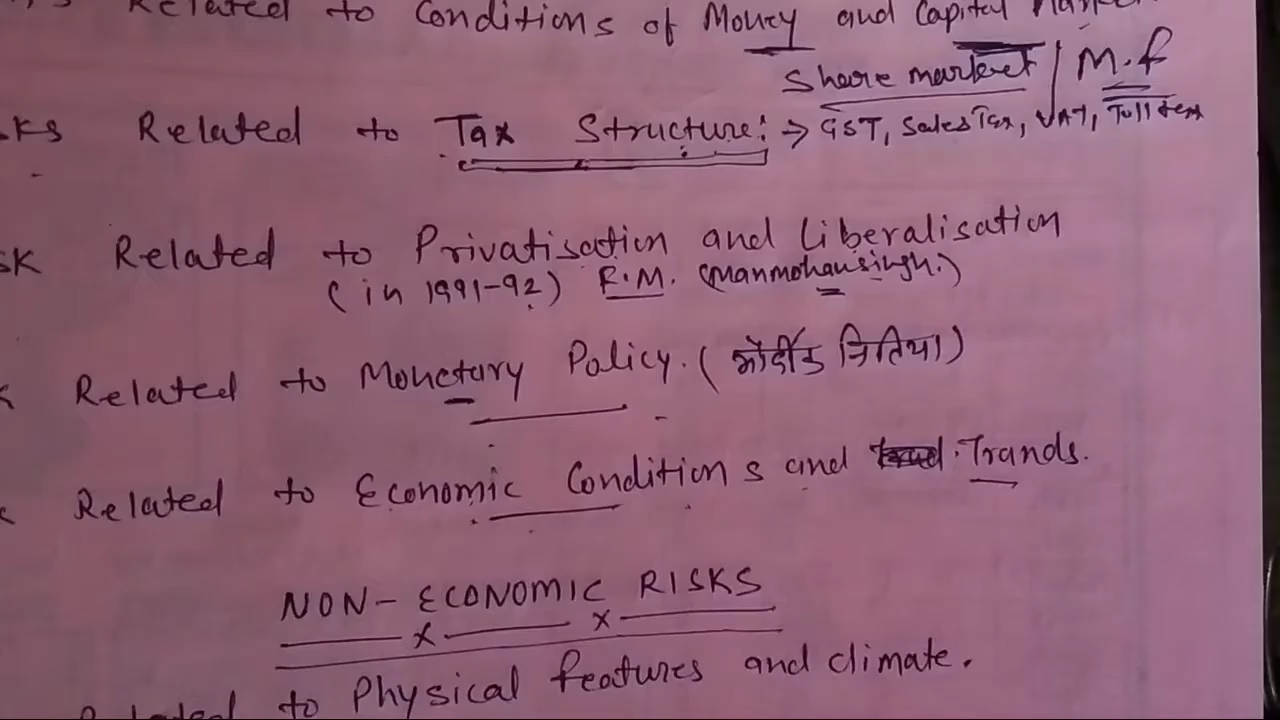 Related to Conditions of Money and Capital Market
Share market / M.f
Related to Tax Structure: → GST, Sales Tax, VAT, Toll tax
Related to Privatisation and Liberalisation
(in 1991-92) F.M. (Manmohansingh.)
Related to Monetary Policy. (
Related to Economic Conditions and Trands.
NON-ECONOMIC RISKS
Related to Physical features and climate.